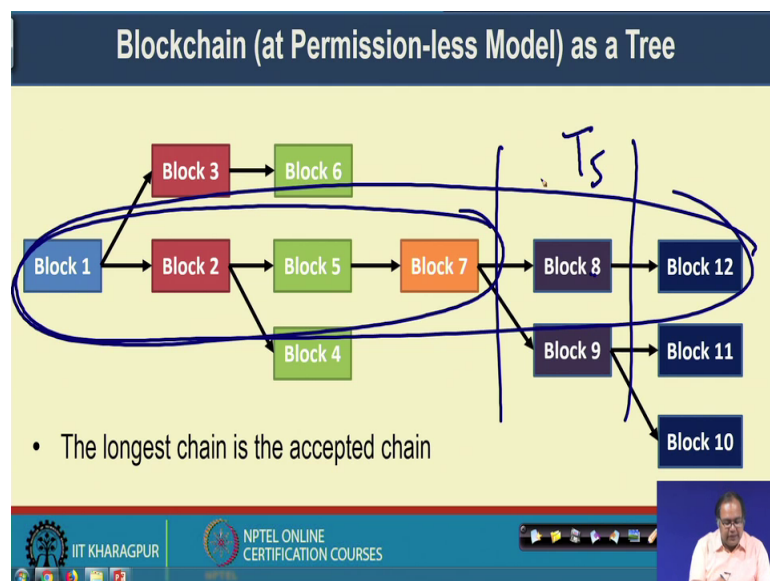 Blockchain (at Permission-less Model) as a Tree
T5
Block 3
Block 6
Block 1
Block 2
Block 5
Block 7
Block 8
Block 12
Block 4
Block 9
Block 11
Block 10
• The longest chain is the accepted chain
IIT KHARAGPUR
NPTEL ONLINE
CERTIFICATION COURSES